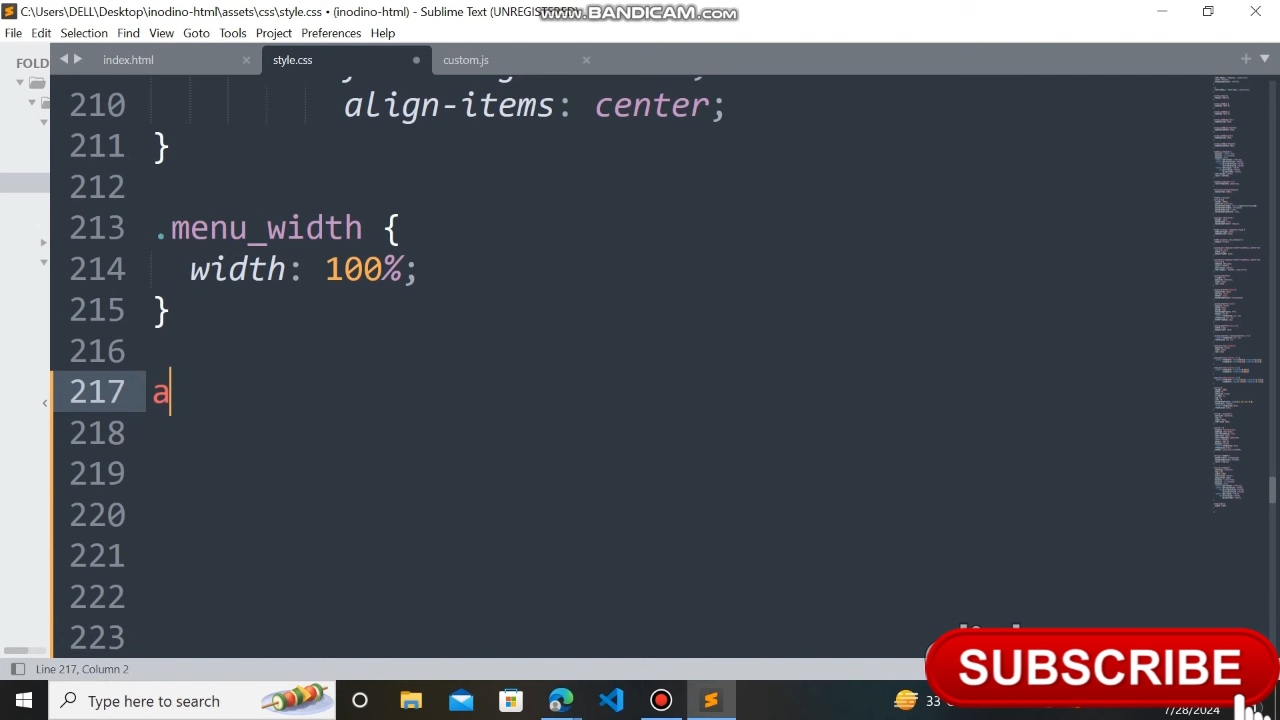 C:\Users\DELL\Desktop\inodino-html\assets\css\style.css • (inodino-html) - Sublime Text (UNREGISTERED)
www.BANDICAM.com
File Edit Selection Find View Goto Tools Project Preferences Help
FOLD
index.html
style.css
custom.js
210 align-items: center;
211 }
212
213 .menu_width {
214 width: 100%;
215 }
216
217 a
218
219
220
221
222
223
Line 217, Column 2
SUBSCRIBE
Type here to search
33
7/28/2024